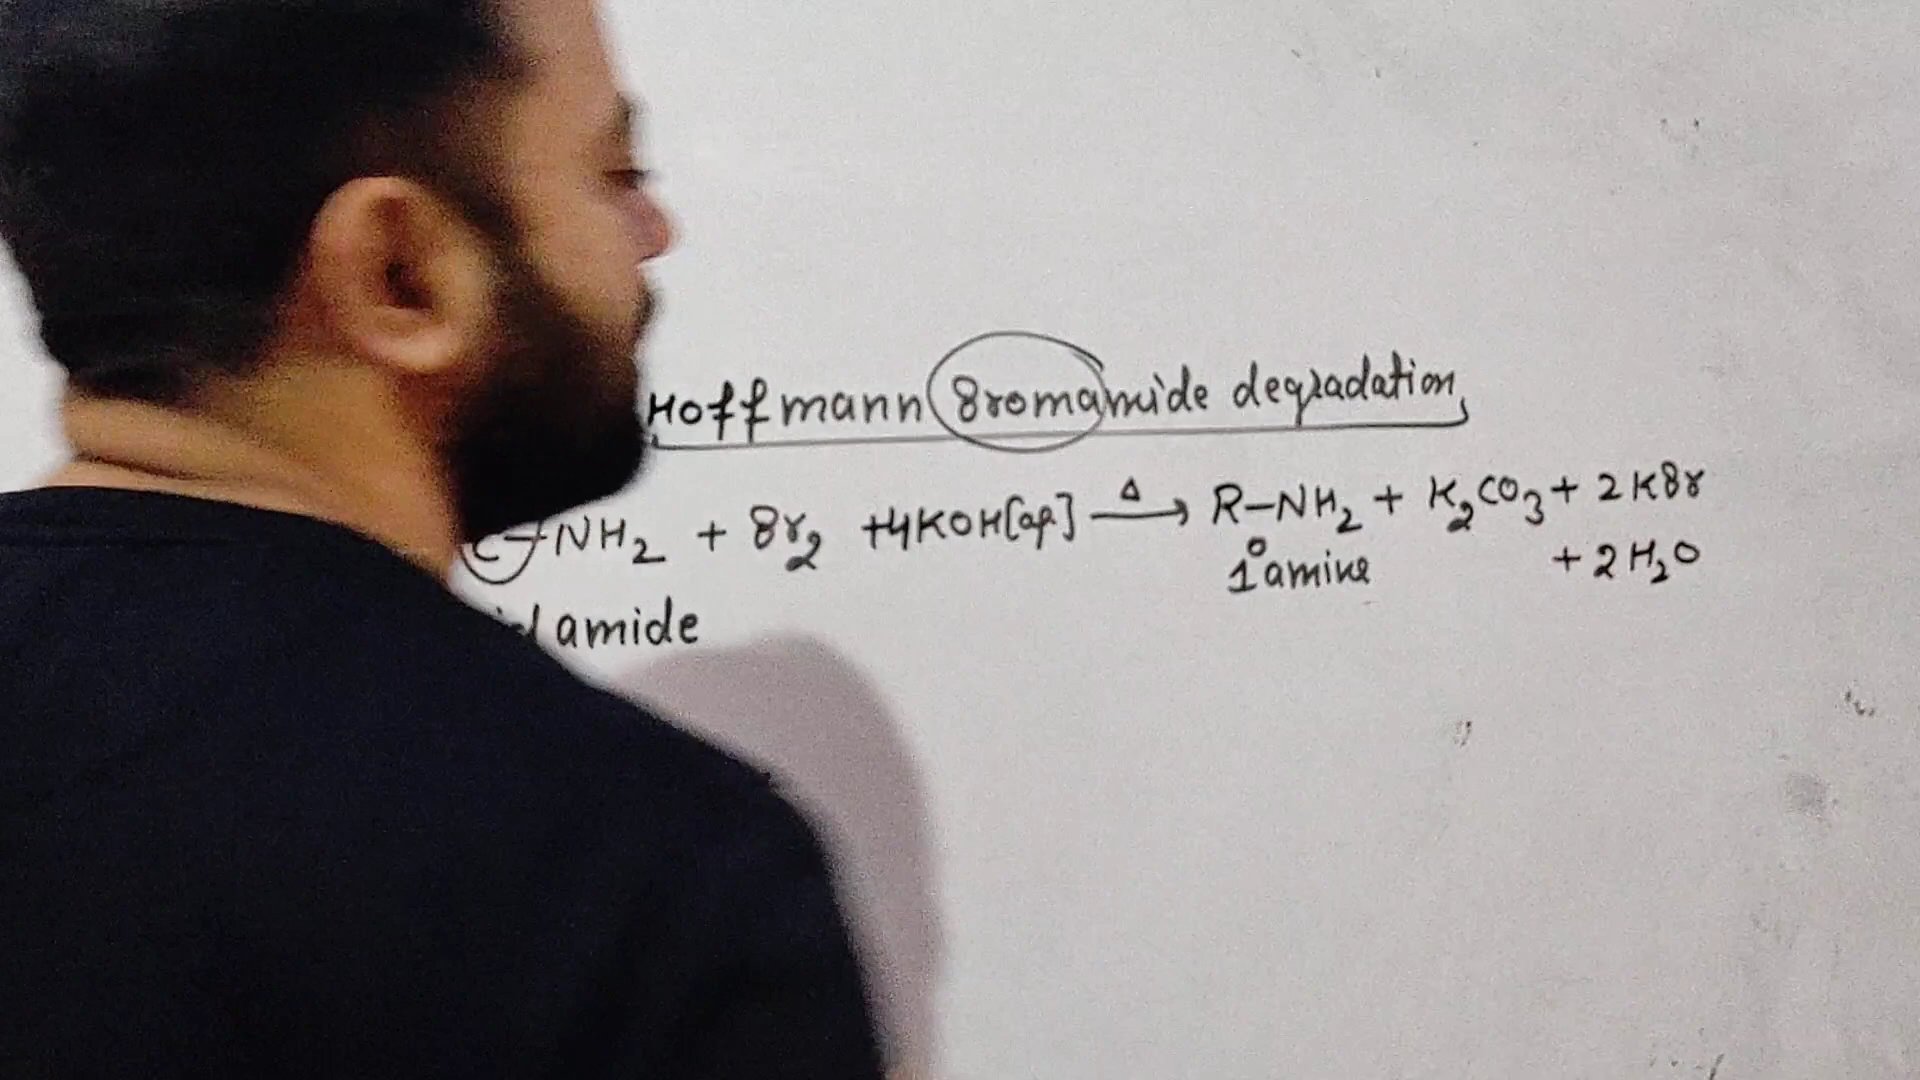 Hoffmann Bromamide degradation,
C-NH₂ + Br₂ +4KOH[aq] Δ→ R-NH₂ + K₂CO₃ + 2KBr
1° amine + 2H₂O
amide